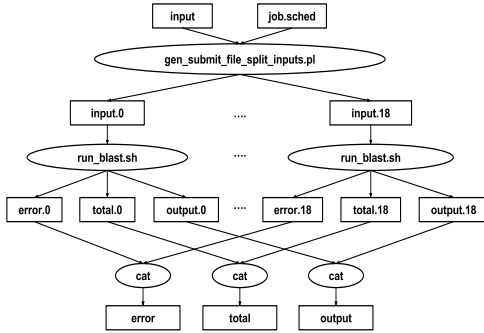 input job.sched
gen_submit_file_split_inputs.pl
input.0 .... input.18
run_blast.sh .... run_blast.sh
error.0 total.0 output.0 .... error.18 total.18 output.18
cat cat cat
error total output